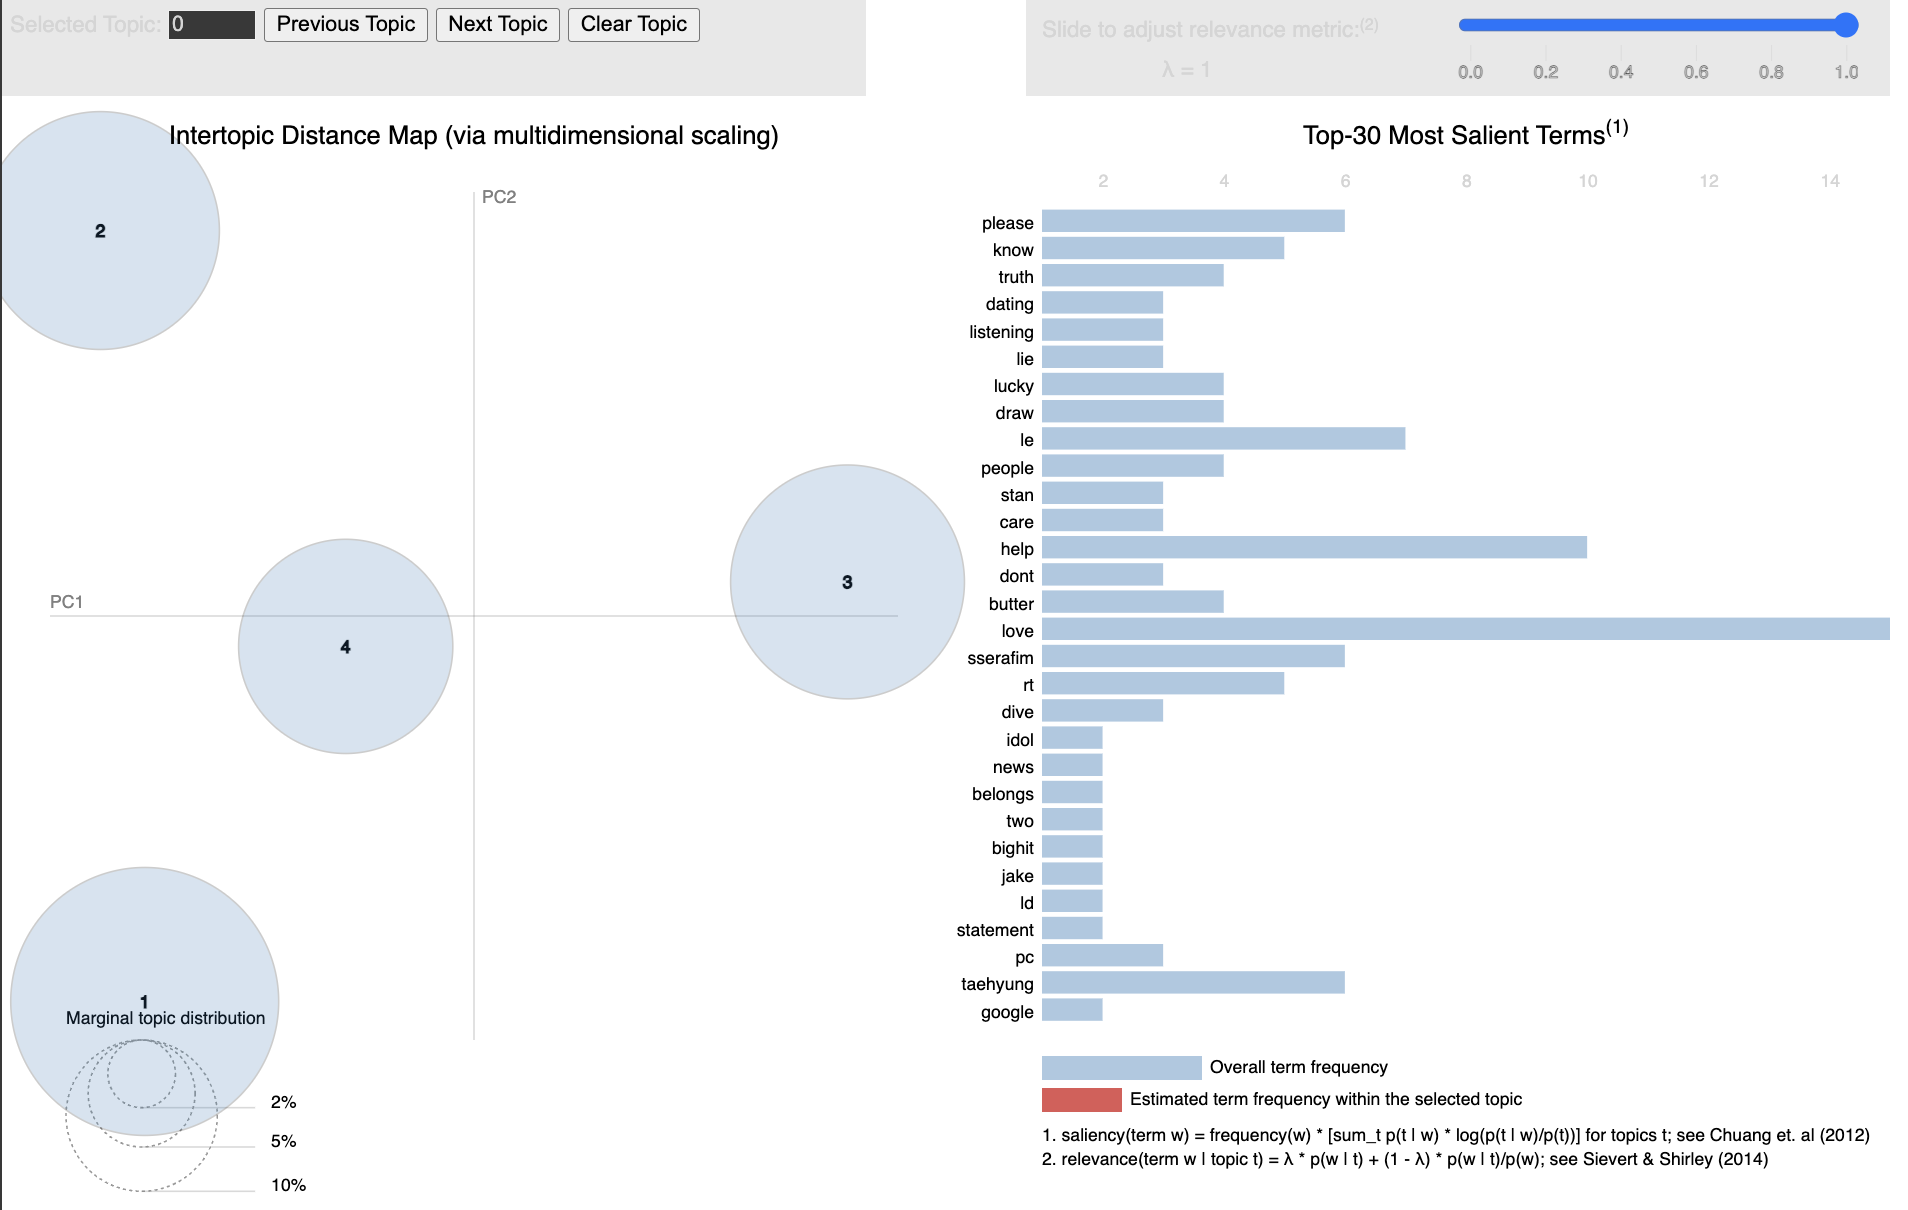 Selected Topic: 0 Previous Topic Next Topic Clear Topic
Slide to adjust relevance metric:(2)
λ = 1
0.0 0.2 0.4 0.6 0.8 1.0
Intertopic Distance Map (via multidimensional scaling)
PC2
PC1
2
3
4
1
Marginal topic distribution
2%
5%
10%
Top-30 Most Salient Terms(1)
2 4 6 8 10 12 14
please
know
truth
dating
listening
lie
lucky
draw
le
people
stan
care
help
dont
butter
love
sserafim
rt
dive
idol
news
belongs
two
bighit
jake
ld
statement
pc
taehyung
google
Overall term frequency
Estimated term frequency within the selected topic
1. saliency(term w) = frequency(w) * [sum_t p(t | w) * log(p(t | w)/p(t))] for topics t; see Chuang et. al (2012)
2. relevance(term w | topic t) = λ * p(w | t) + (1 - λ) * p(w | t)/p(w); see Sievert & Shirley (2014)